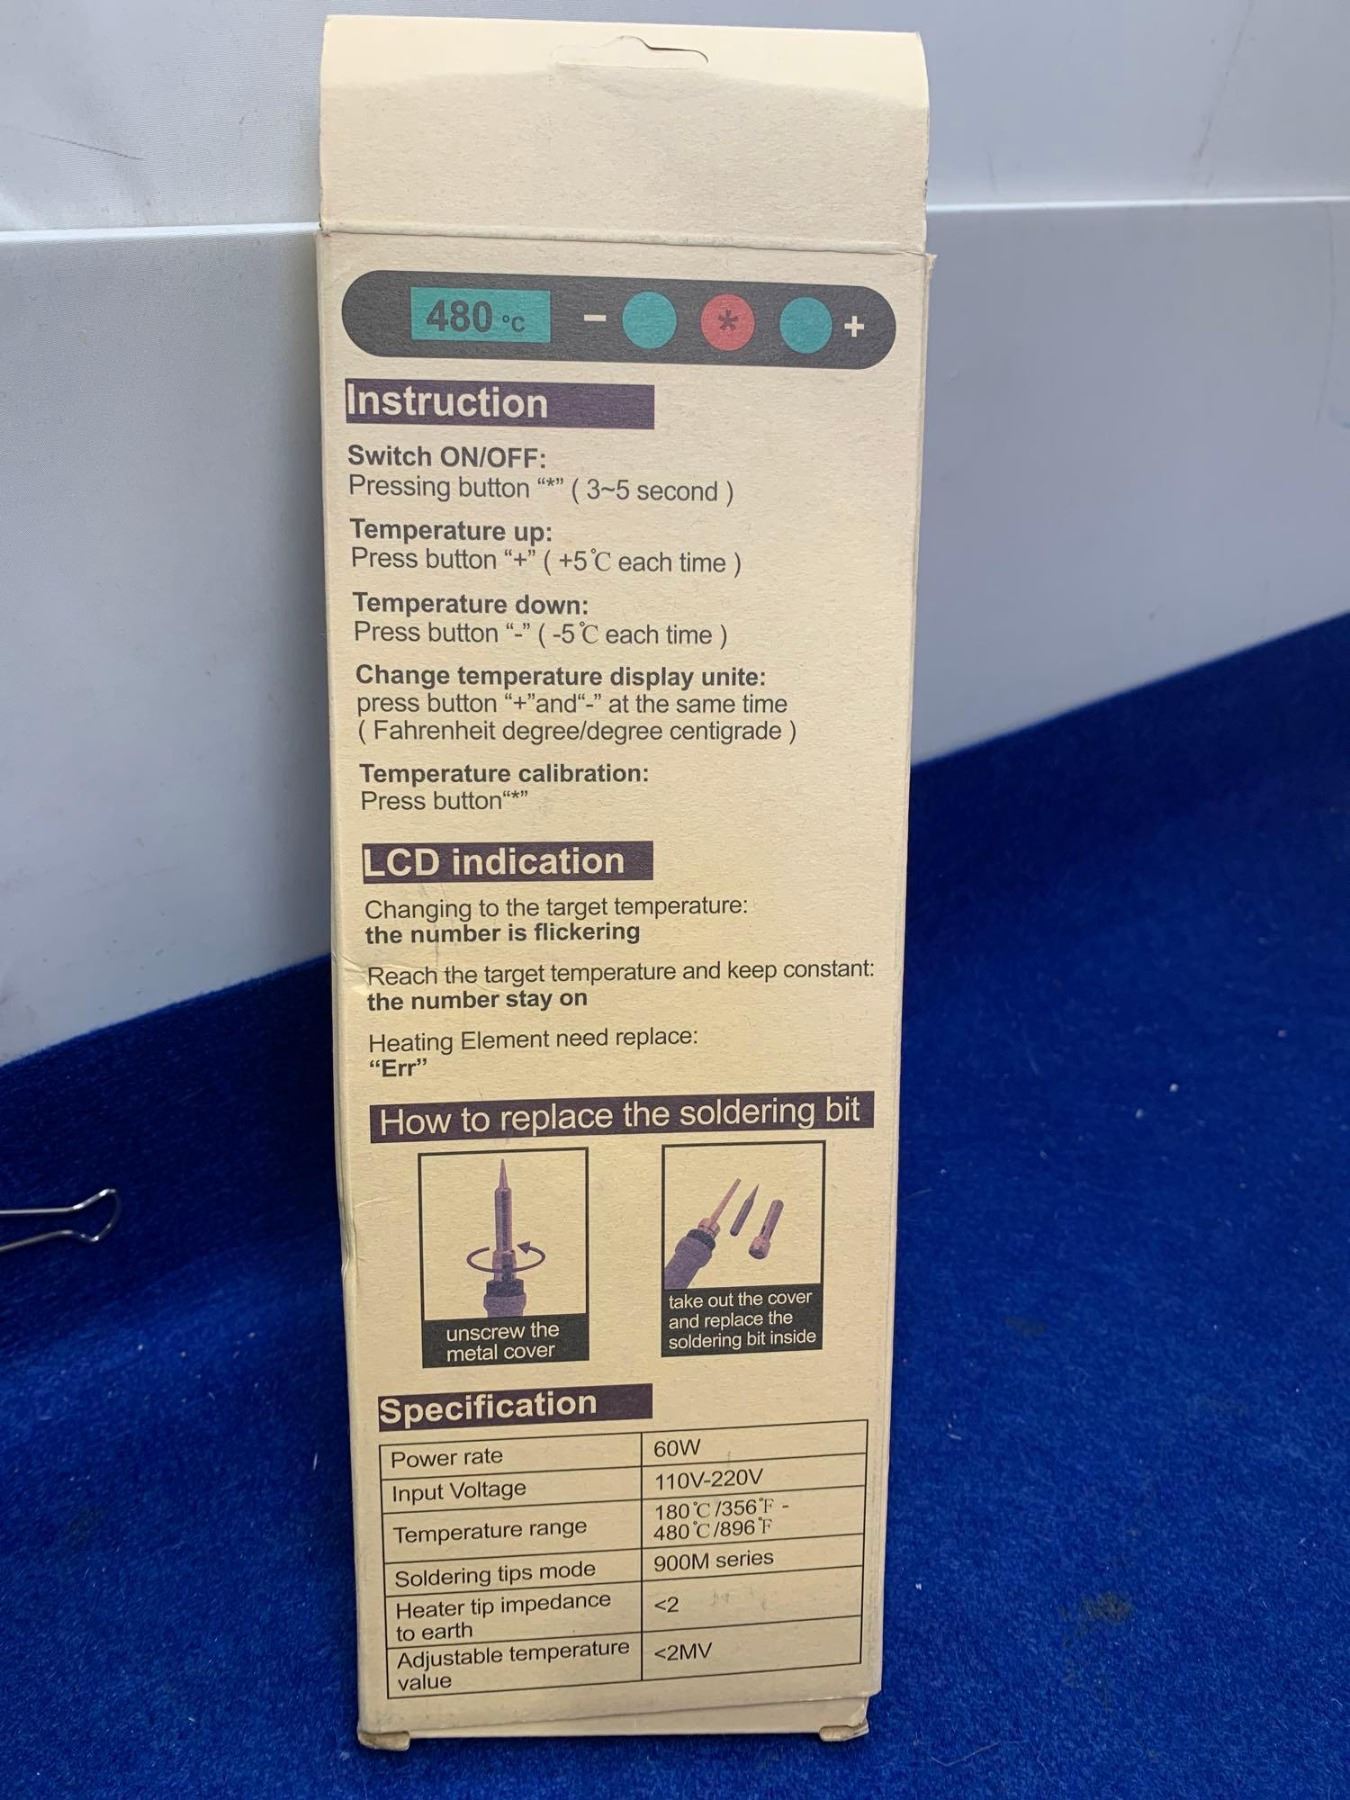 480 °C - * +
Instruction
Switch ON/OFF:
Pressing button “*” ( 3~5 second )
Temperature up:
Press button “+” ( +5℃ each time )
Temperature down:
Press button “-” ( -5℃ each time )
Change temperature display unite:
press button “+”and“-” at the same time
( Fahrenheit degree/degree centigrade )
Temperature calibration:
Press button“*”
LCD indication
Changing to the target temperature:
the number is flickering
Reach the target temperature and keep constant:
the number stay on
Heating Element need replace:
“Err”
How to replace the soldering bit
unscrew the
metal cover
take out the cover
and replace the
soldering bit inside
Specification
Power rate 60W
Input Voltage 110V-220V
Temperature range 180℃/356℉ -
480℃/896℉
Soldering tips mode 900M series
Heater tip impedance
to earth <2
Adjustable temperature
value <2MV